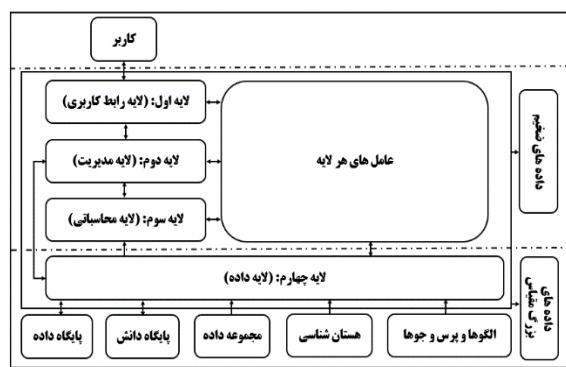 کاربر
لایه اول: (لایه رابط کاربری)
لایه دوم: (لایه مدیریت)
عامل های هر لایه
لایه سوم: (لایه محاسباتی)
داده های ضخیم
لایه چهارم: (لایه داده)
داده های
بزرگ مقیاس
الگوها و پرس و جوها
هستان شناسی
مجموعه داده
پایگاه دانش
پایگاه داده